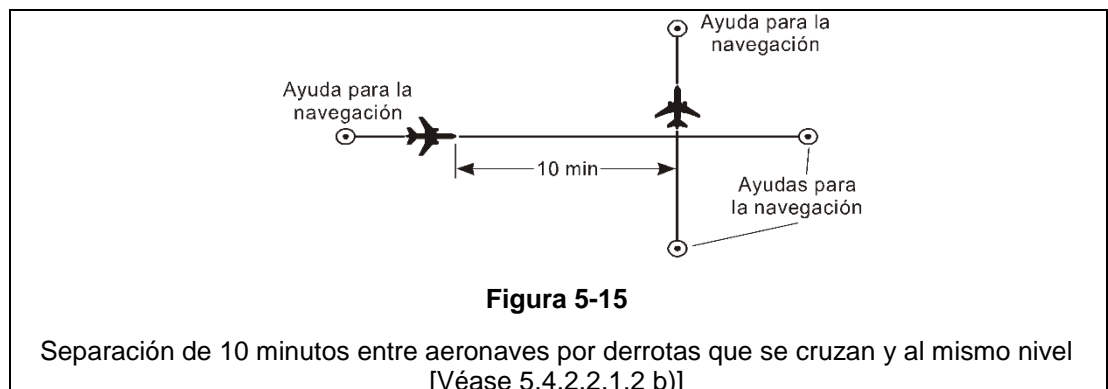 Ayuda para la
navegación
Ayuda para la
navegación
10 min
Ayudas para
la navegación
Figura 5-15
Separación de 10 minutos entre aeronaves por derrotas que se cruzan y al mismo nivel
[Véase 5.4.2.2.1.2 b)]